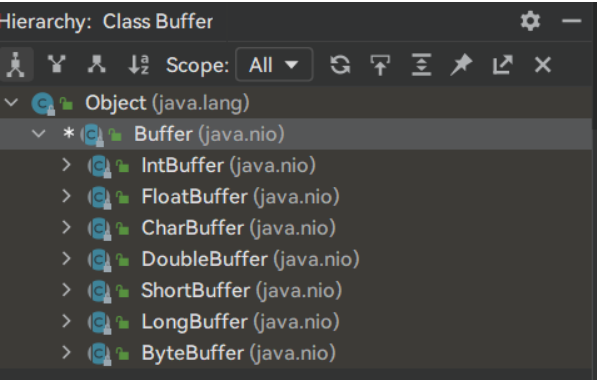 Hierarchy: Class Buffer
Scope: All
Object (java.lang)
* Buffer (java.nio)
IntBuffer (java.nio)
FloatBuffer (java.nio)
CharBuffer (java.nio)
DoubleBuffer (java.nio)
ShortBuffer (java.nio)
LongBuffer (java.nio)
ByteBuffer (java.nio)